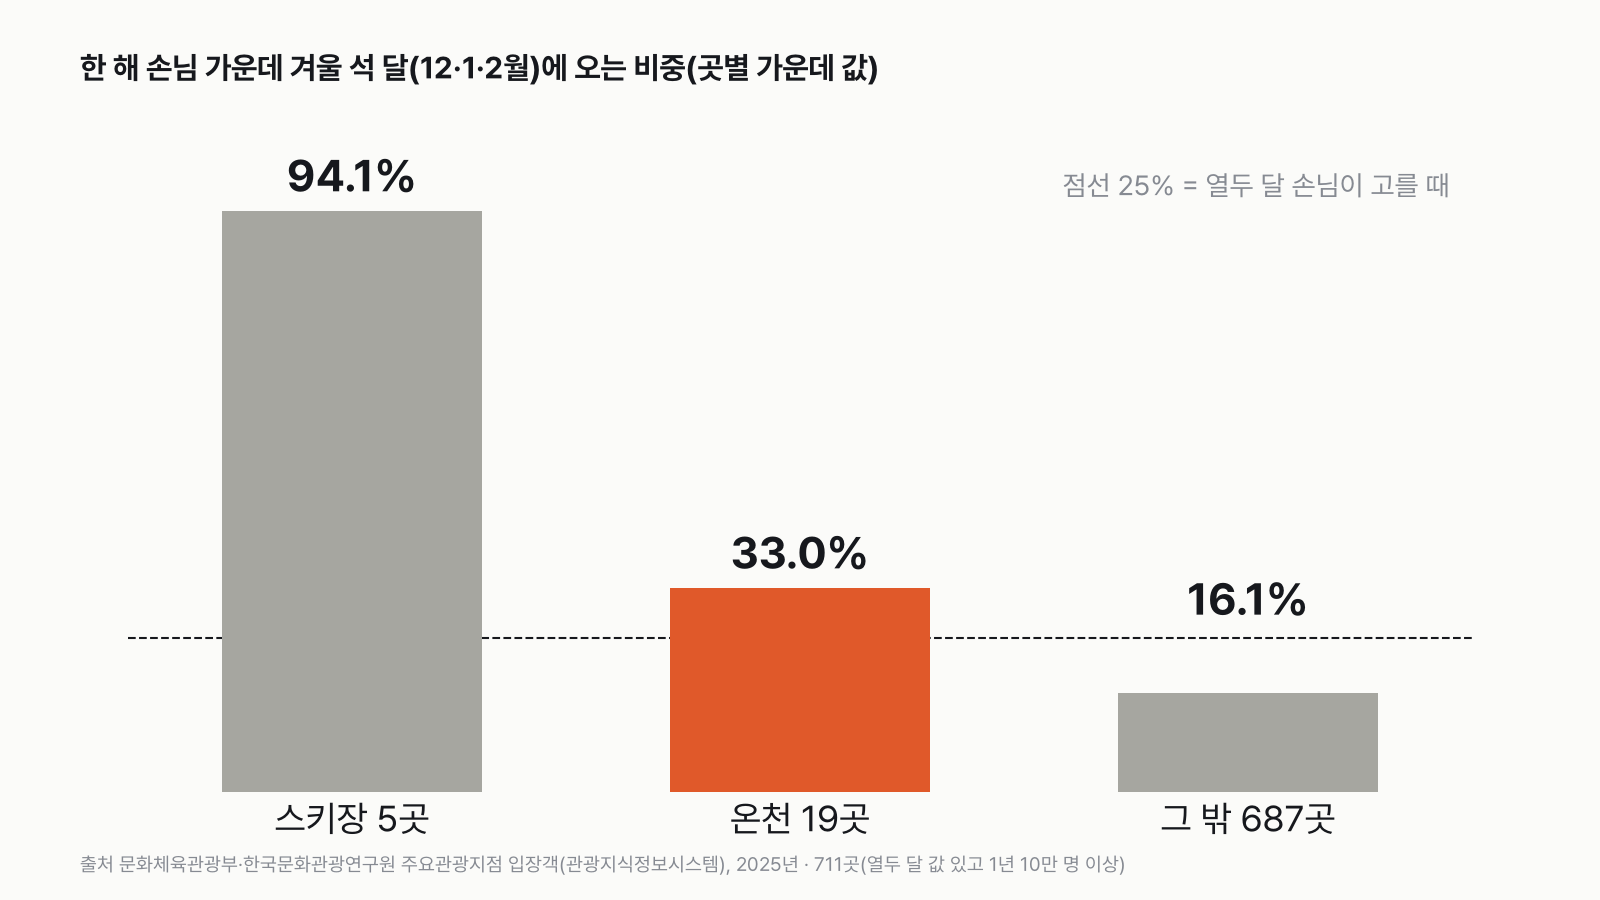 한 해 손님 가운데 겨울 석 달(12·1·2월)에 오는 비중(곳별 가운데 값)
94.1%
점선 25% = 열두 달 손님이 고를 때
33.0%
16.1%
스키장 5곳
온천 19곳
그 밖 687곳
출처 문화체육관광부·한국문화관광연구원 주요관광지점 입장객(관광지식정보시스템), 2025년 · 711곳(열두 달 값 있고 1년 10만 명 이상)